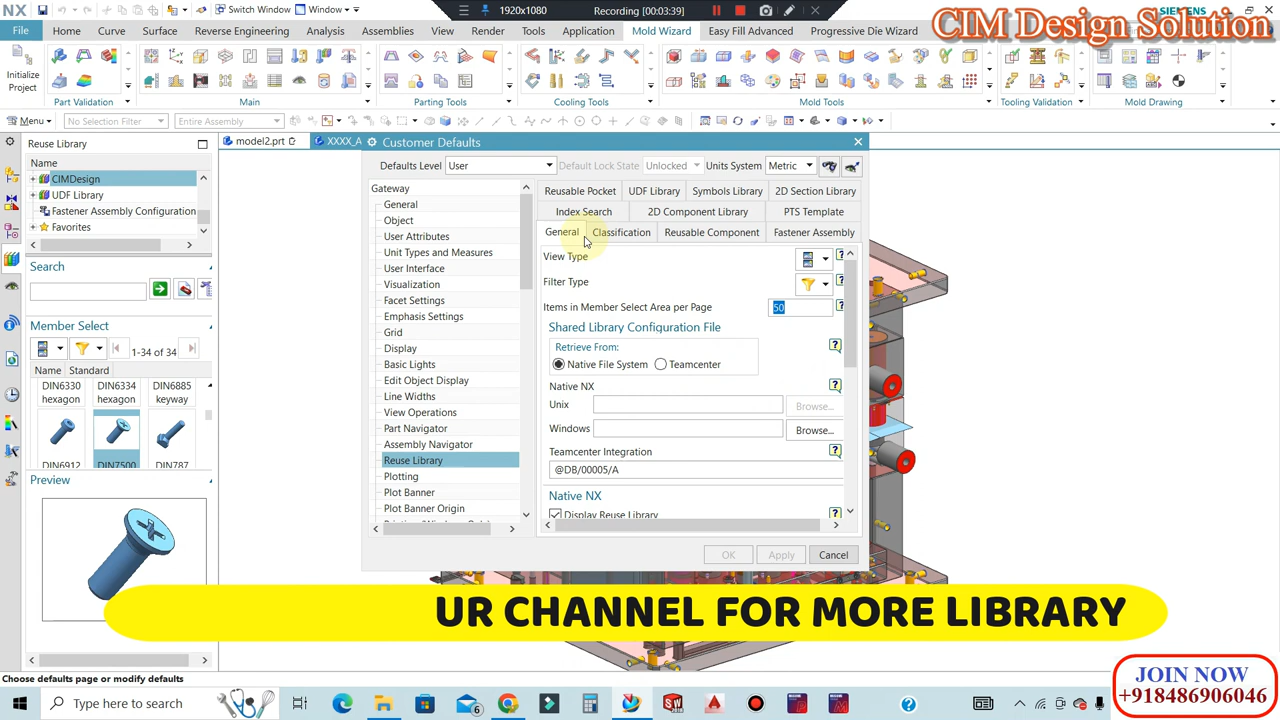 NX
Switch Window
Window
1920x1080
Recording [00:03:39]
SIEMENS
CIM Design Solution
File
Home
Curve
Surface
Reverse Engineering
Analysis
Assemblies
View
Render
Tools
Application
Mold Wizard
Easy Fill Advanced
Progressive Die Wizard
Initialize
Project
Part Validation
Main
Parting Tools
Cooling Tools
Mold Tools
Tooling Validation
Mold Drawing
Menu
No Selection Filter
Entire Assembly
Reuse Library
Name
CIMDesign
UDF Library
Fastener Assembly Configuration
Favorites
Search
Member Select
1-34 of 34
Name Standard
DIN6330 DIN6334 DIN6885
hexagon hexagon keyway
DIN6912 DIN7500 DIN787
Preview
model2.prt
XXXX_A
Customer Defaults
Defaults Level User Default Lock State Unlocked Units System Metric
Gateway
General
Object
User Attributes
Unit Types and Measures
User Interface
Visualization
Facet Settings
Emphasis Settings
Grid
Display
Basic Lights
Edit Object Display
Line Widths
View Operations
Part Navigator
Assembly Navigator
Reuse Library
Plotting
Plot Banner
Plot Banner Origin
Reusable Pocket UDF Library Symbols Library 2D Section Library
Index Search 2D Component Library PTS Template
General Classification Reusable Component Fastener Assembly
View Type
Filter Type
Items in Member Select Area per Page 50
Shared Library Configuration File
Retrieve From:
Native File System Teamcenter
Native NX
Unix Browse...
Windows Browse...
Teamcenter Integration
@DB/00005/A
Native NX
Display Reuse Library
OK Apply Cancel
UR CHANNEL FOR MORE LIBRARY
Choose defaults page or modify defaults
JOIN NOW
+918486906046
Type here to search